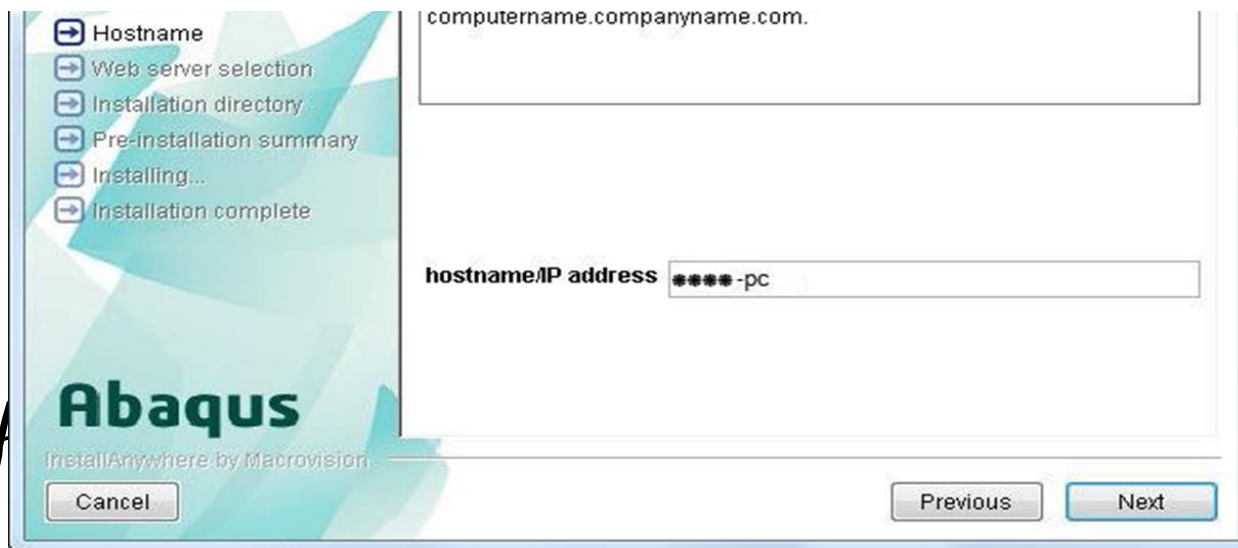 computername.companyname.com.
Hostname
Web server selection
Installation directory
Pre-installation summary
Installing...
Installation complete
hostname/IP address ****-pc
Abaqus
InstallAnywhere by Macrovision
Cancel Previous Next